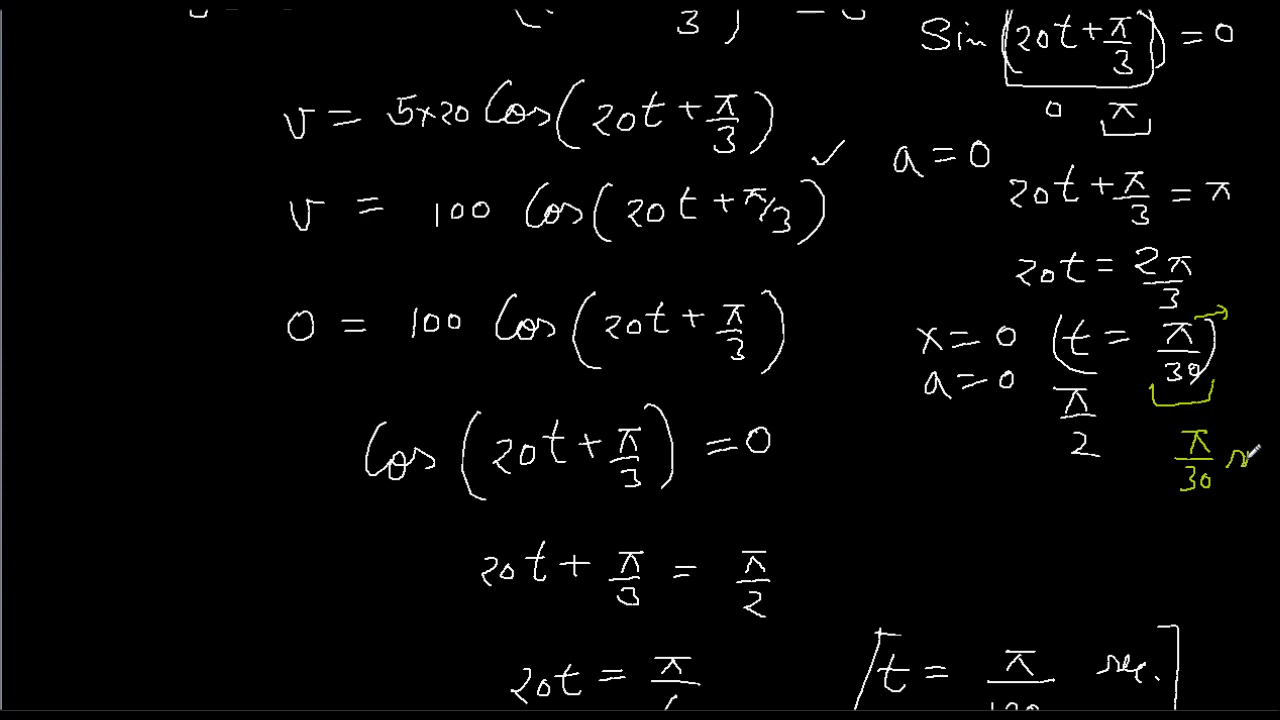 v = 5×20 Cos(20t + π/3)
v = 100 Cos(20t + π/3) ✓
0 = 100 Cos(20t + π/3)
Cos(20t + π/3) = 0
20t + π/3 = π/2
20t = π/
Sin(20t + π/3) = 0
0 π
a = 0
20t + π/3 = π
20t = 2π/3
x = 0 (t = π/30)
a = 0
π/2
π/30
t = π/ sec.